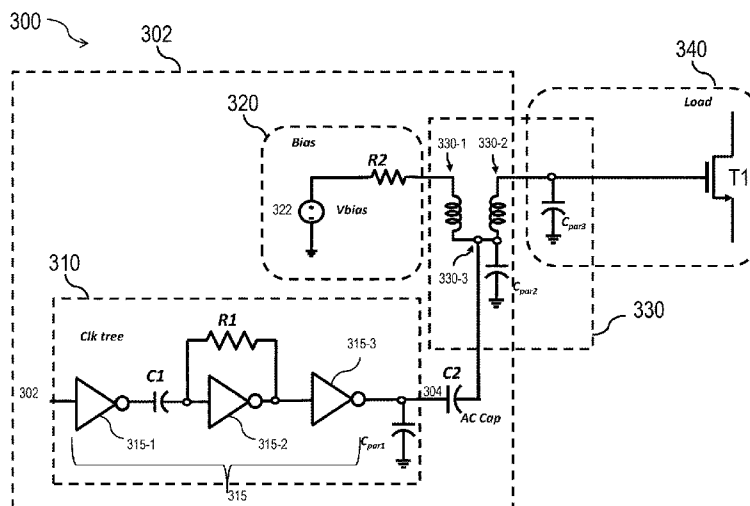 300
302
340
320
Load
Bias
330-1
330-2
R2
T1
322
Vbias
Cpar3
330-3
310
Cpar2
R1
330
Clk tree
315-3
C1
C2
302
304
AC Cap
315-1
315-2
Cpar1
315